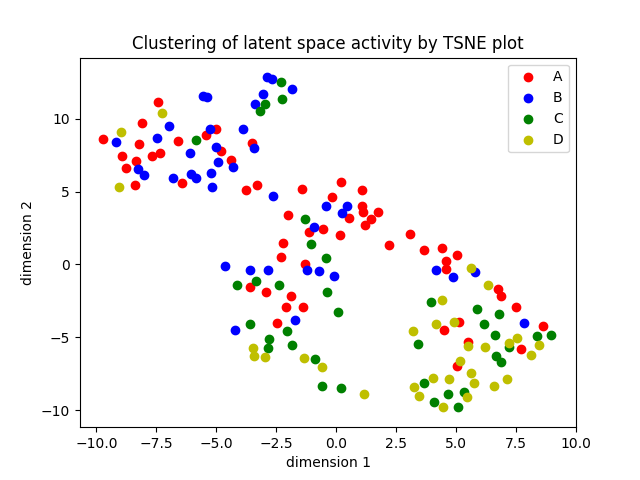 Clustering of latent space activity by TSNE plot
A
B
C
D
10
5
0
−5
−10
dimension 2
−10.0 −7.5 −5.0 −2.5 0.0 2.5 5.0 7.5 10.0
dimension 1